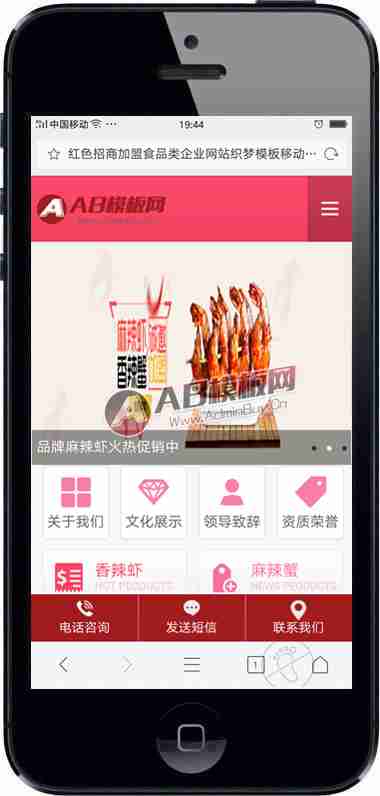 中国移动 ··· 19:44
红色招商加盟食品类企业网站织梦模板移动···
AB模板网
麻辣虾
香辣蟹
AB模板网
www.AdminBuy.Cn
品牌麻辣虾火热促销中
关于我们 文化展示 领导致辞 资质荣誉
香辣虾 麻辣蟹
HOT PRODUCTS NEWS PRODUCTS
电话咨询 发送短信 联系我们
1